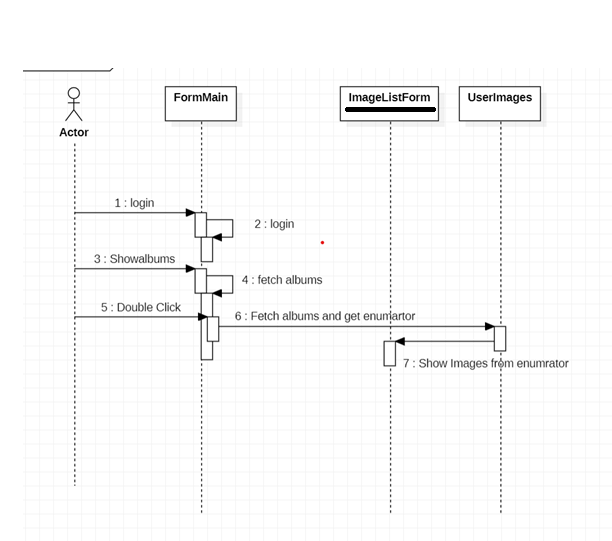 FormMain
ImageListForm
UserImages
Actor
1 : login
2 : login
3 : Showalbums
4 : fetch albums
5 : Double Click
6 : Fetch albums and get enumartor
7 : Show Images from enumrator